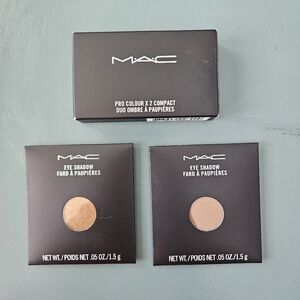 MAC
PRO COLOUR X 2 COMPACT
DUO OMBRE À PAUPIÈRES
MAC
EYE SHADOW
FARD À PAUPIÈRES
NET WT./POIDS NET .05 OZ/1.5 g
MAC
EYE SHADOW
FARD À PAUPIÈRES
NET WT./POIDS NET .05 OZ/1.5 g